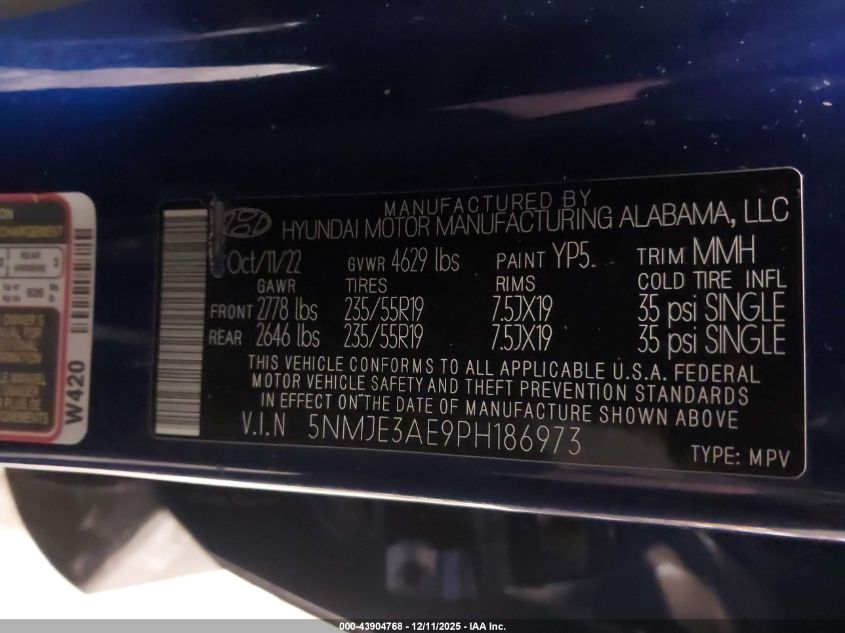 MANUFACTURED BY
HYUNDAI MOTOR MANUFACTURING ALABAMA, LLC
Oct/11/22 GVWR 4629 lbs PAINT YP5 TRIM MMH
GAWR TIRES RIMS COLD TIRE INFL
FRONT 2778 lbs 235/55R19 7.5JX19 35 psi SINGLE
REAR 2646 lbs 235/55R19 7.5JX19 35 psi SINGLE
THIS VEHICLE CONFORMS TO ALL APPLICABLE U.S.A. FEDERAL
MOTOR VEHICLE SAFETY AND THEFT PREVENTION STANDARDS
IN EFFECT ON THE DATE OF MANUFACTURE SHOWN ABOVE
V.I.N 5NMJE3AE9PH186973
TYPE: MPV
W420
000-43904768 - 12/11/2025 - IAA Inc.